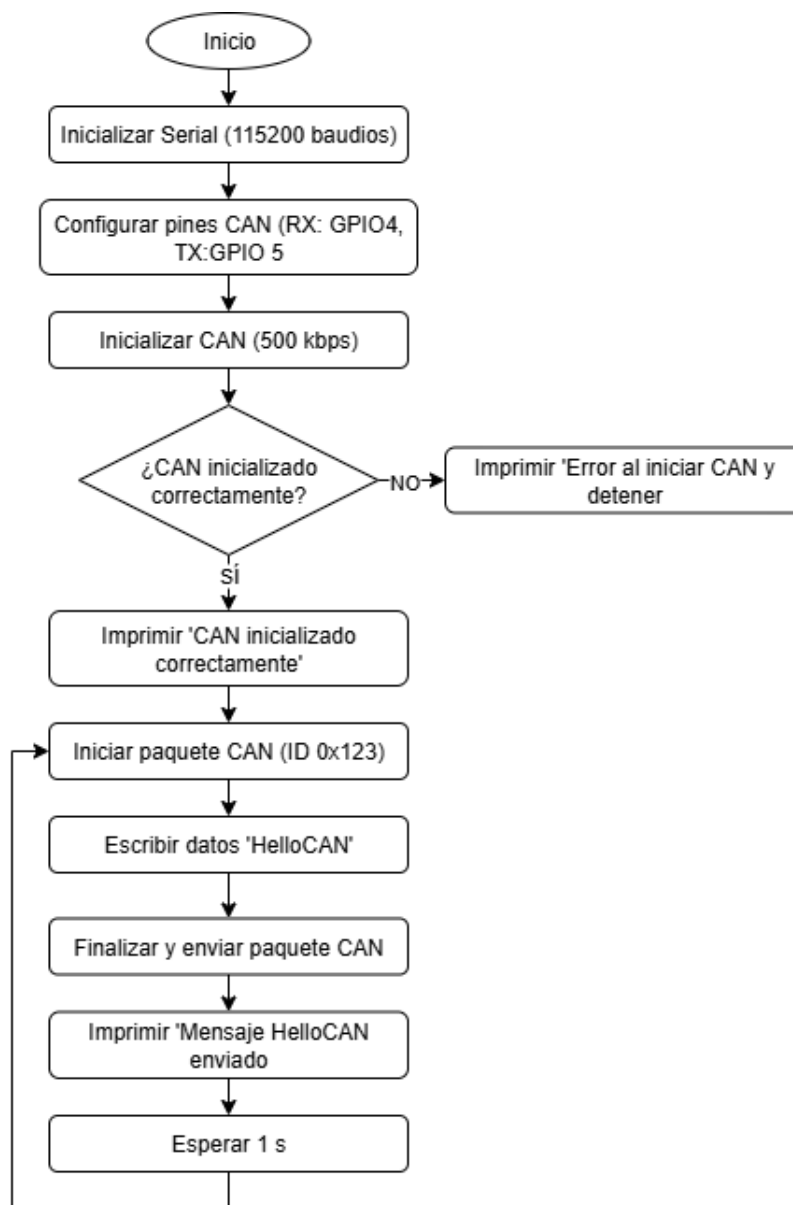 Inicio
Inicializar Serial (115200 baudios)
Configurar pines CAN (RX: GPIO4,
TX:GPIO 5
Inicializar CAN (500 kbps)
¿CAN inicializado
correctamente?
NO
Imprimir 'Error al iniciar CAN y
detener
SÍ
Imprimir 'CAN inicializado
correctamente'
Iniciar paquete CAN (ID 0x123)
Escribir datos 'HelloCAN'
Finalizar y enviar paquete CAN
Imprimir 'Mensaje HelloCAN
enviado
Esperar 1 s